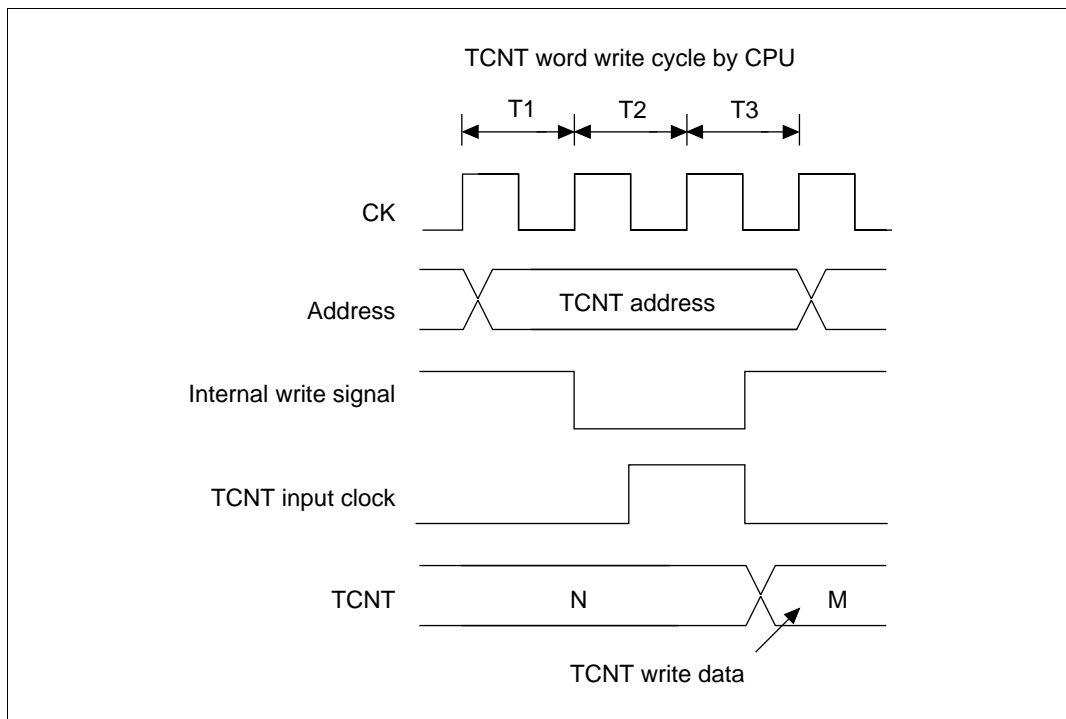 TCNT word write cycle by CPU
T1 T2 T3
CK
Address TCNT address
Internal write signal
TCNT input clock
TCNT N M
TCNT write data